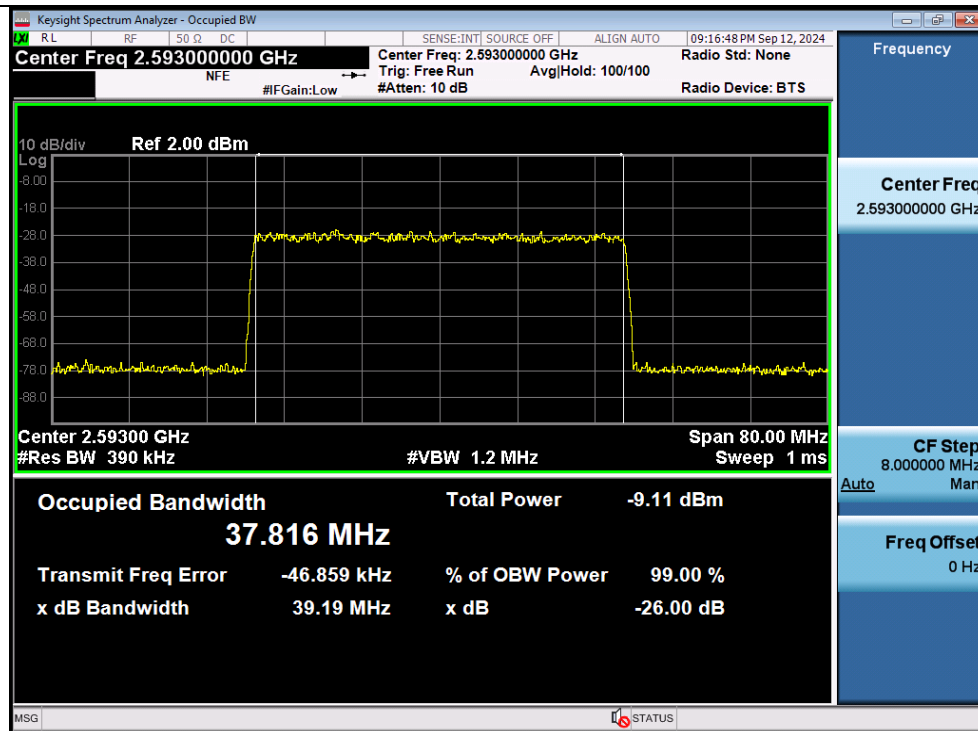 Keysight Spectrum Analyzer - Occupied BW
LXI RL RF 50 Ω DC SENSE:INT SOURCE OFF ALIGN AUTO 09:16:48 PM Sep 12, 2024
Center Freq 2.593000000 GHz
NFE
#IFGain:Low
Center Freq: 2.593000000 GHz
Trig: Free Run Avg|Hold: 100/100
#Atten: 10 dB
Radio Std: None
Radio Device: BTS
10 dB/div Ref 2.00 dBm
Log
-8.00
-18.0
-28.0
-38.0
-48.0
-58.0
-68.0
-78.0
-88.0
Center 2.59300 GHz Span 80.00 MHz
#Res BW 390 kHz #VBW 1.2 MHz Sweep 1 ms
Occupied Bandwidth Total Power -9.11 dBm
37.816 MHz
Transmit Freq Error -46.859 kHz % of OBW Power 99.00 %
x dB Bandwidth 39.19 MHz x dB -26.00 dB
MSG STATUS
Frequency
Center Freq
2.593000000 GHz
CF Step
8.000000 MHz
Auto Man
Freq Offset
0 Hz